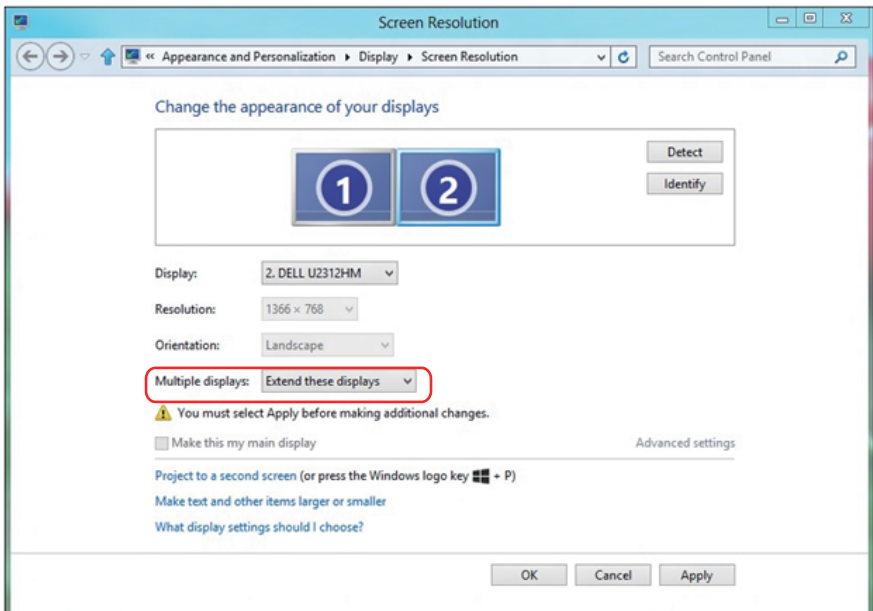 Screen Resolution
« Appearance and Personalization Display Screen Resolution Search Control Panel
Change the appearance of your displays
1 2
Detect
Identify
Display: 2. DELL U2312HM
Resolution: 1366 × 768
Orientation: Landscape
Multiple displays: Extend these displays
You must select Apply before making additional changes.
Make this my main display Advanced settings
Project to a second screen (or press the Windows logo key + P)
Make text and other items larger or smaller
What display settings should I choose?
OK Cancel Apply